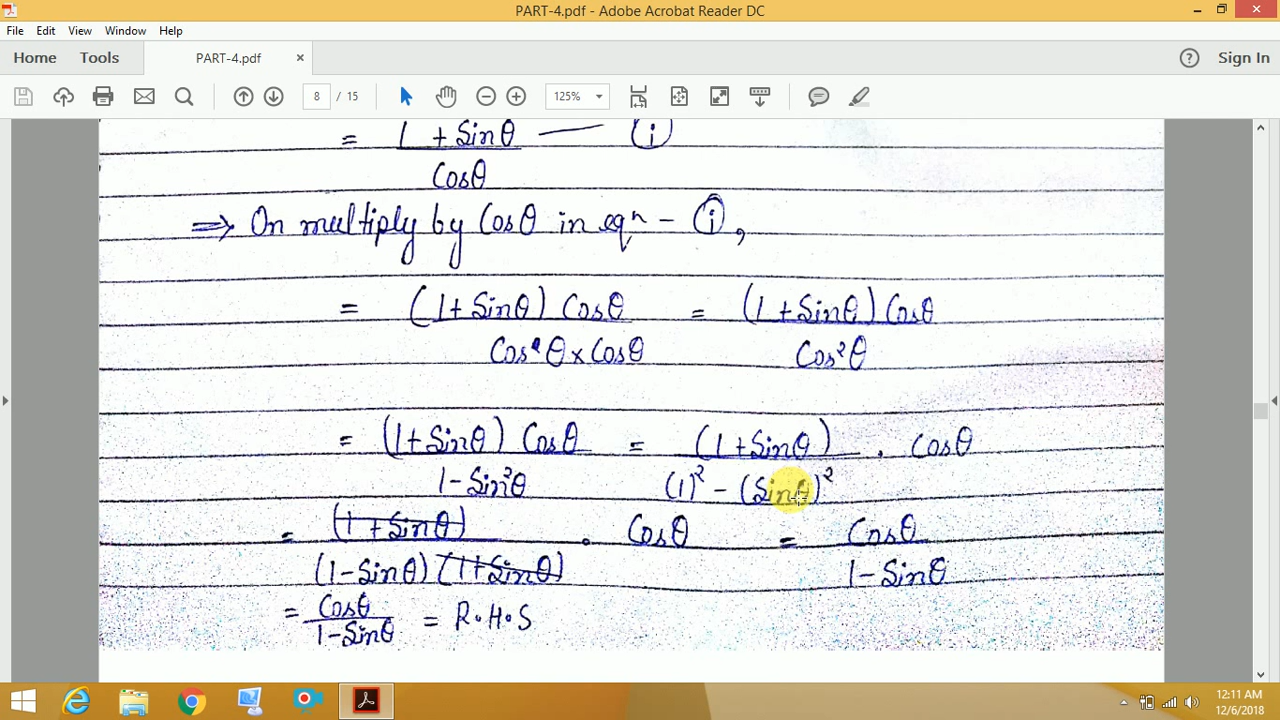 PART-4.pdf - Adobe Acrobat Reader DC
File Edit View Window Help
Home Tools PART-4.pdf × Sign In
8 / 15 125%
= 1 + Sinθ — (i)
Cosθ
⇒ On multiply by Cosθ in eqⁿ - (i),
= (1+Sinθ) Cosθ = (1+Sinθ) Cosθ
Cos θ x Cosθ Cos²θ
= (1+Sinθ) Cosθ = (1+Sinθ) . Cosθ
1-Sin²θ (1)² - (Sinθ)²
= (1+Sinθ) . Cosθ = Cosθ
(1-Sinθ) (1+Sinθ) 1-Sinθ
= Cosθ = R.H.S
1-Sinθ
12:11 AM
12/6/2018